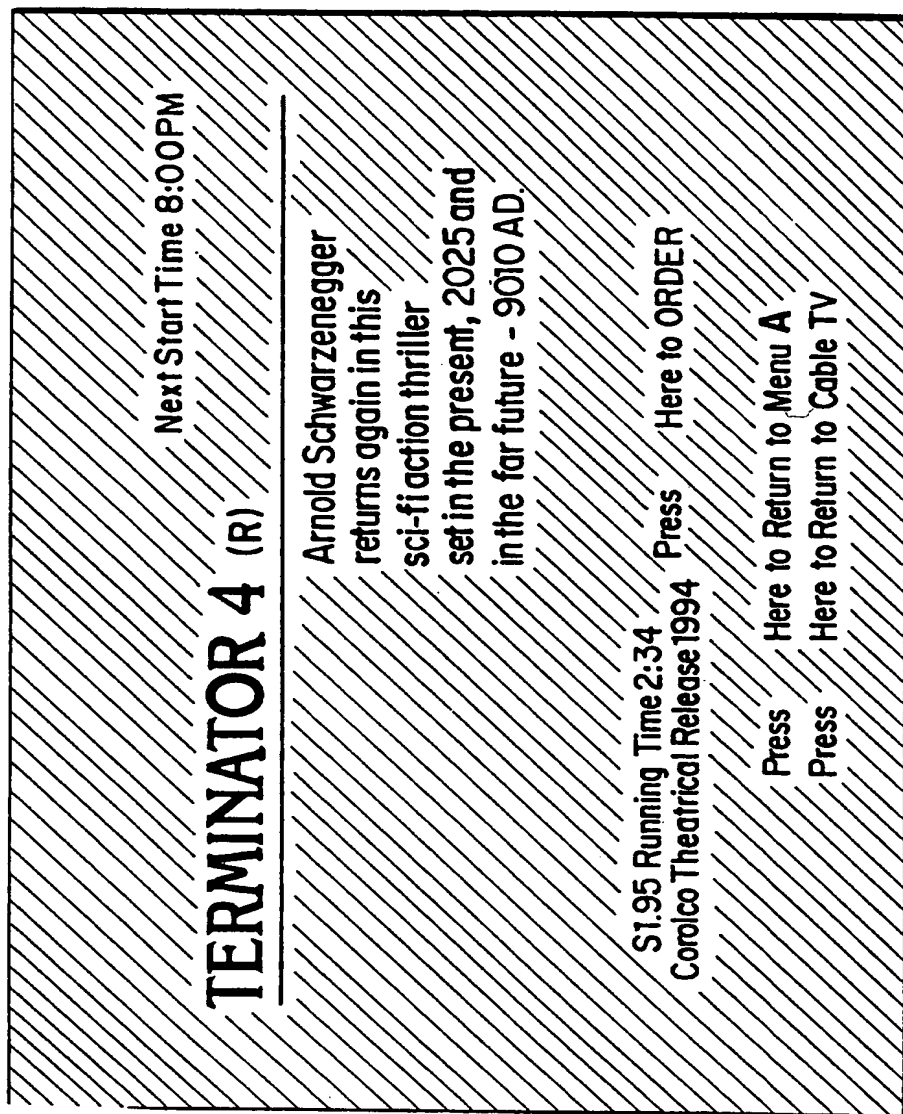 Next Start Time 8:00PM
TERMINATOR 4 (R)
Arnold Schwarzenegger
returns again in this
sci-fi action thriller
set in the present, 2025 and
in the far future - 9010 AD.
S1.95 Running Time 2:34
Corolco Theatrical Release 1994
Press Here to ORDER
Press Here to Return to Menu A
Press Here to Return to Cable TV